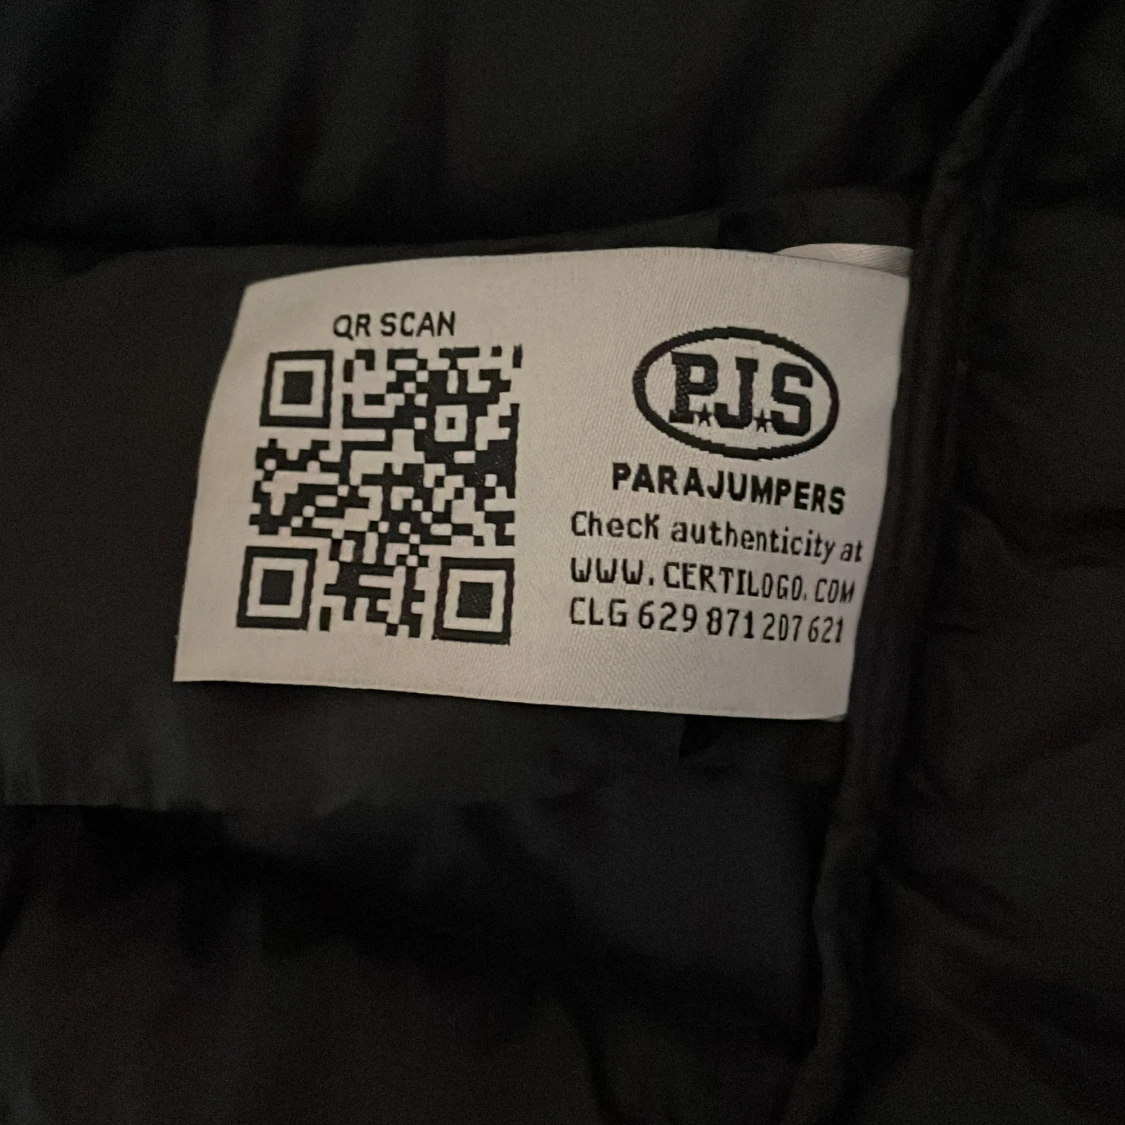 QR SCAN
P.J.S
PARAJUMPERS
Check authenticity at
WWW.CERTILOGO.COM
CLG 629 871 207 621